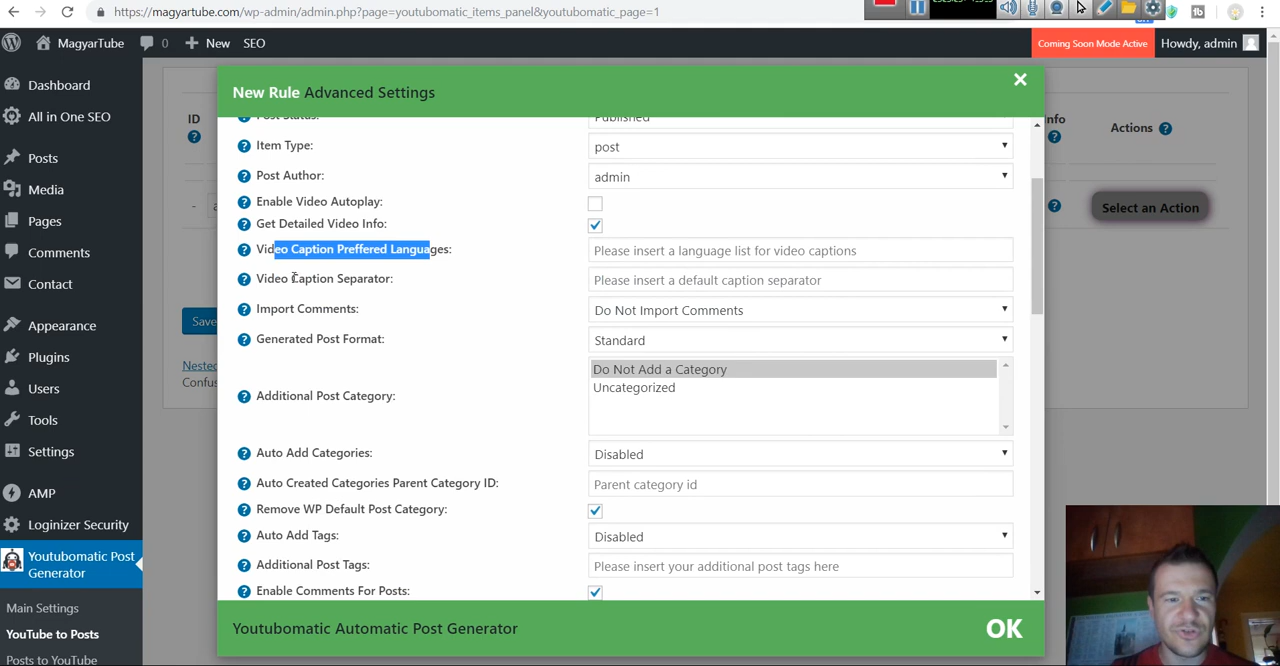 https://magyartube.com/wp-admin/admin.php?page=youtubomatic_items_panel&youtubomatic_page=1
MagyarTube
0
New
SEO
Coming Soon Mode Active
Howdy, admin
Dashboard
All in One SEO
Posts
Media
Pages
Comments
Contact
Appearance
Plugins
Users
Tools
Settings
AMP
Loginizer Security
Youtubomatic Post
Generator
Main Settings
YouTube to Posts
Posts to YouTube
ID
Save
Nested
Confus
nfo
Actions
Select an Action
New Rule Advanced Settings
Post Status:
Published
Item Type:
post
Post Author:
admin
Enable Video Autoplay:
Get Detailed Video Info:
Video Caption Preffered Languages:
Please insert a language list for video captions
Video Caption Separator:
Please insert a default caption separator
Import Comments:
Do Not Import Comments
Generated Post Format:
Standard
Additional Post Category:
Do Not Add a Category
Uncategorized
Auto Add Categories:
Disabled
Auto Created Categories Parent Category ID:
Parent category id
Remove WP Default Post Category:
Auto Add Tags:
Disabled
Additional Post Tags:
Please insert your additional post tags here
Enable Comments For Posts:
Youtubomatic Automatic Post Generator
OK